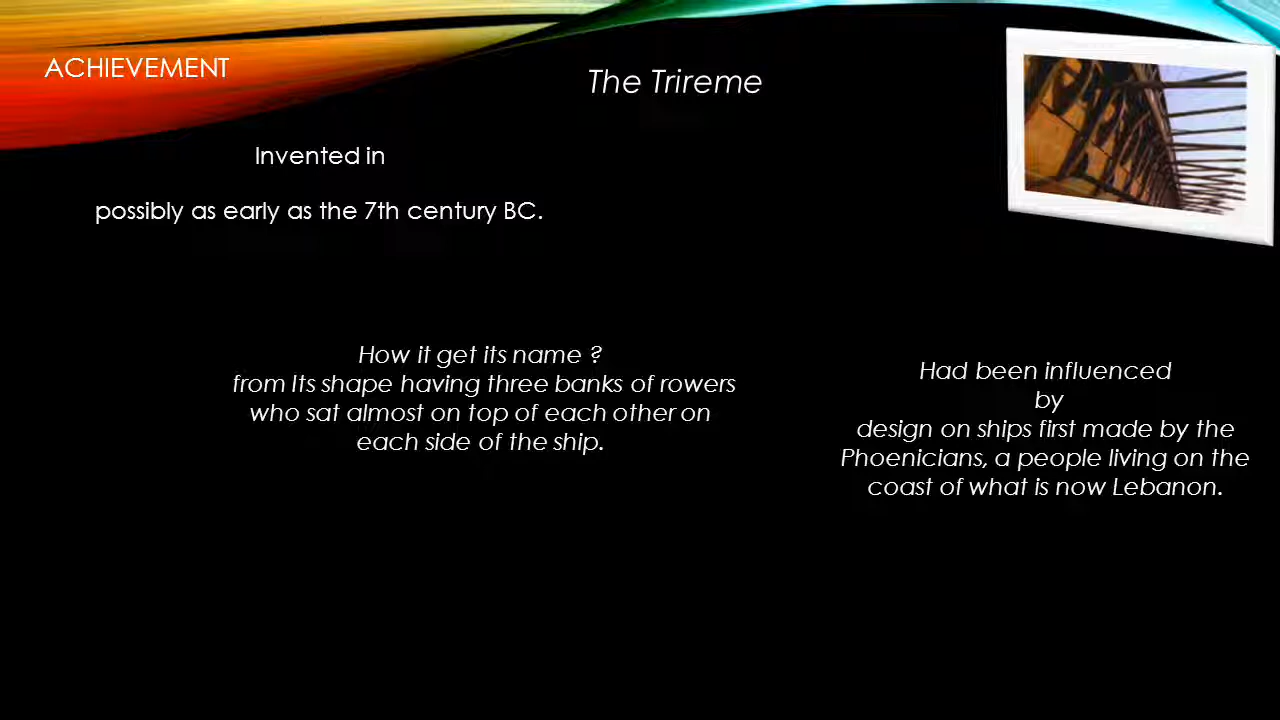 ACHIEVEMENT
The Trireme
Invented in
possibly as early as the 7th century BC.
How it get its name ?
from Its shape having three banks of rowers
who sat almost on top of each other on
each side of the ship.
Had been influenced
by
design on ships first made by the
Phoenicians, a people living on the
coast of what is now Lebanon.